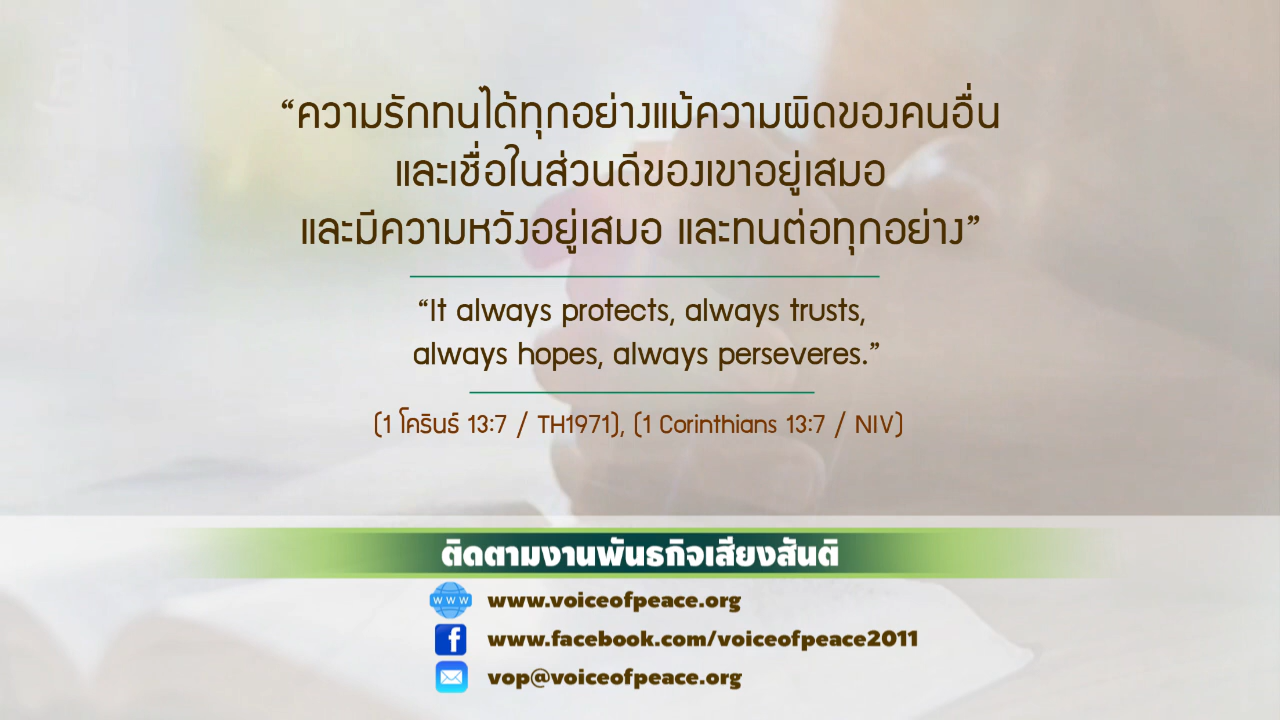 “ความรักทนได้ทุกอย่างแม้ความผิดของคนอื่น
และเชื่อในส่วนดีของเขาอยู่เสมอ
และมีความหวังอยู่เสมอ และทนต่อทุกอย่าง”
“It always protects, always trusts,
always hopes, always perseveres.”
(1 โครินธ์ 13:7 / TH1971), (1 Corinthians 13:7 / NIV)
ติดตามงานพันธกิจเสียงสันติ
WWW www.voiceofpeace.org
f www.facebook.com/voiceofpeace2011
vop@voiceofpeace.org